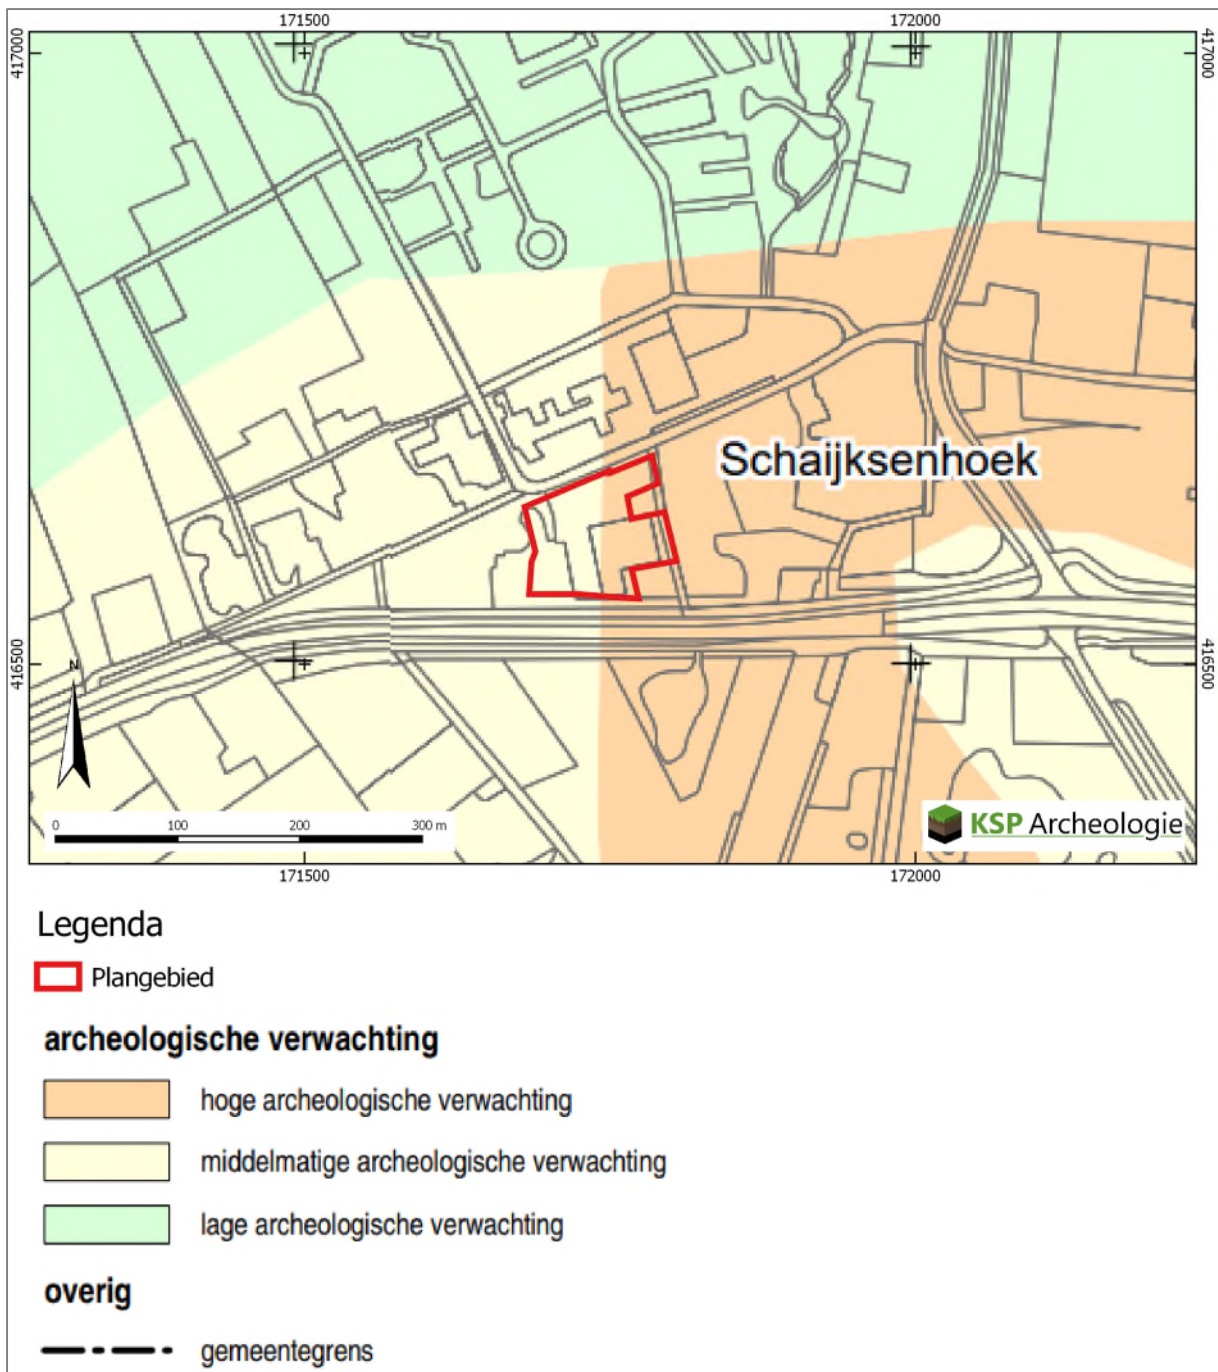 171500
172000
417000
417000
Schaijksenhoek
416500
416500
N
0
100
200
300 m
KSP Archeologie
171500
172000
Legenda
Plangebied
archeologische verwachting
hoge archeologische verwachting
middelmatige archeologische verwachting
lage archeologische verwachting
overig
gemeentegrens